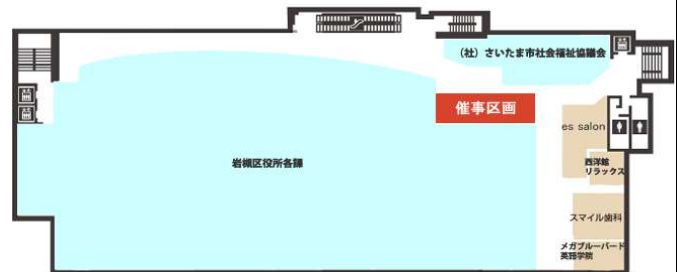 （社）さいたま市社会福祉協議会
催事区画
es salon
岩槻区役所各課
西洋館
リラックス
スマイル歯科
メガブルーバード
英語学院